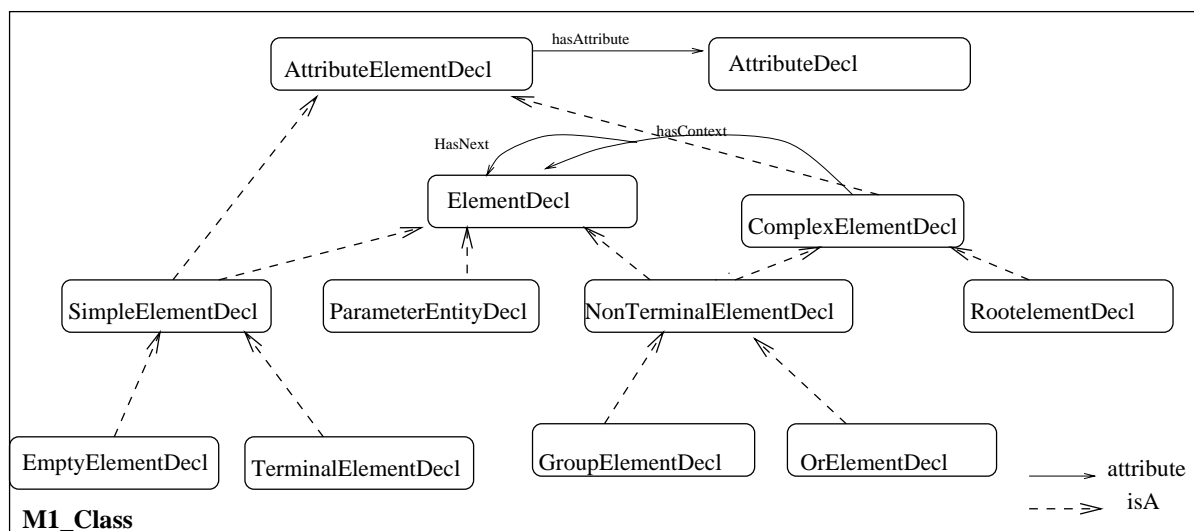 hasAttribute
AttributeElementDecl
AttributeDecl
HasNext
hasContext
ElementDecl
ComplexElementDecl
SimpleElementDecl
ParameterEntityDecl
NonTerminalElementDecl
RootelementDecl
EmptyElementDecl
TerminalElementDecl
GroupElementDecl
OrElementDecl
attribute
isA
M1_Class